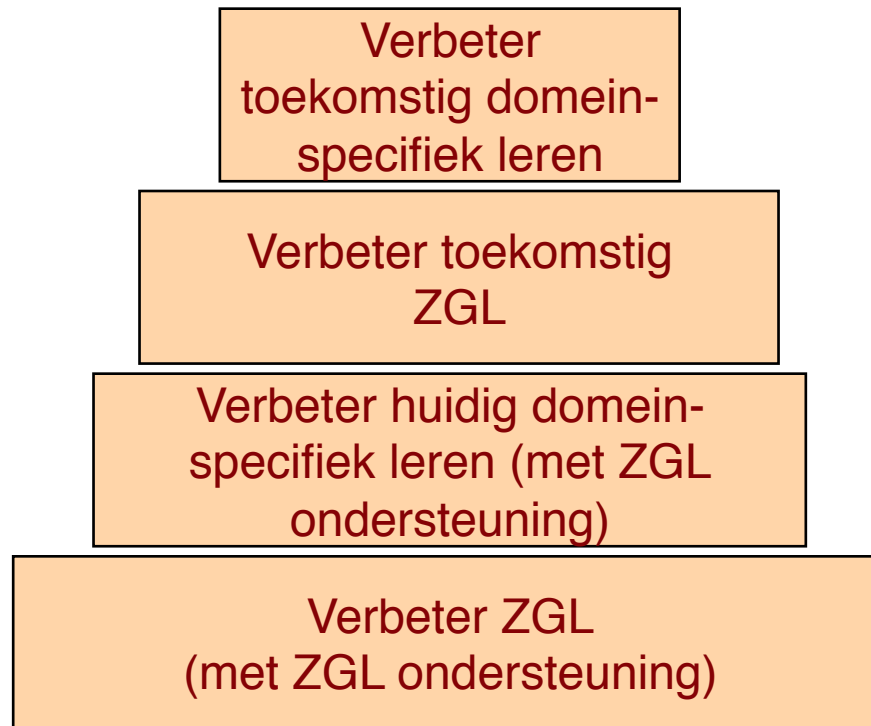 Verbeter
toekomstig domein-
specifiek leren
Verbeter toekomstig
ZGL
Verbeter huidig domein-
specifiek leren (met ZGL
ondersteuning)
Verbeter ZGL
(met ZGL ondersteuning)